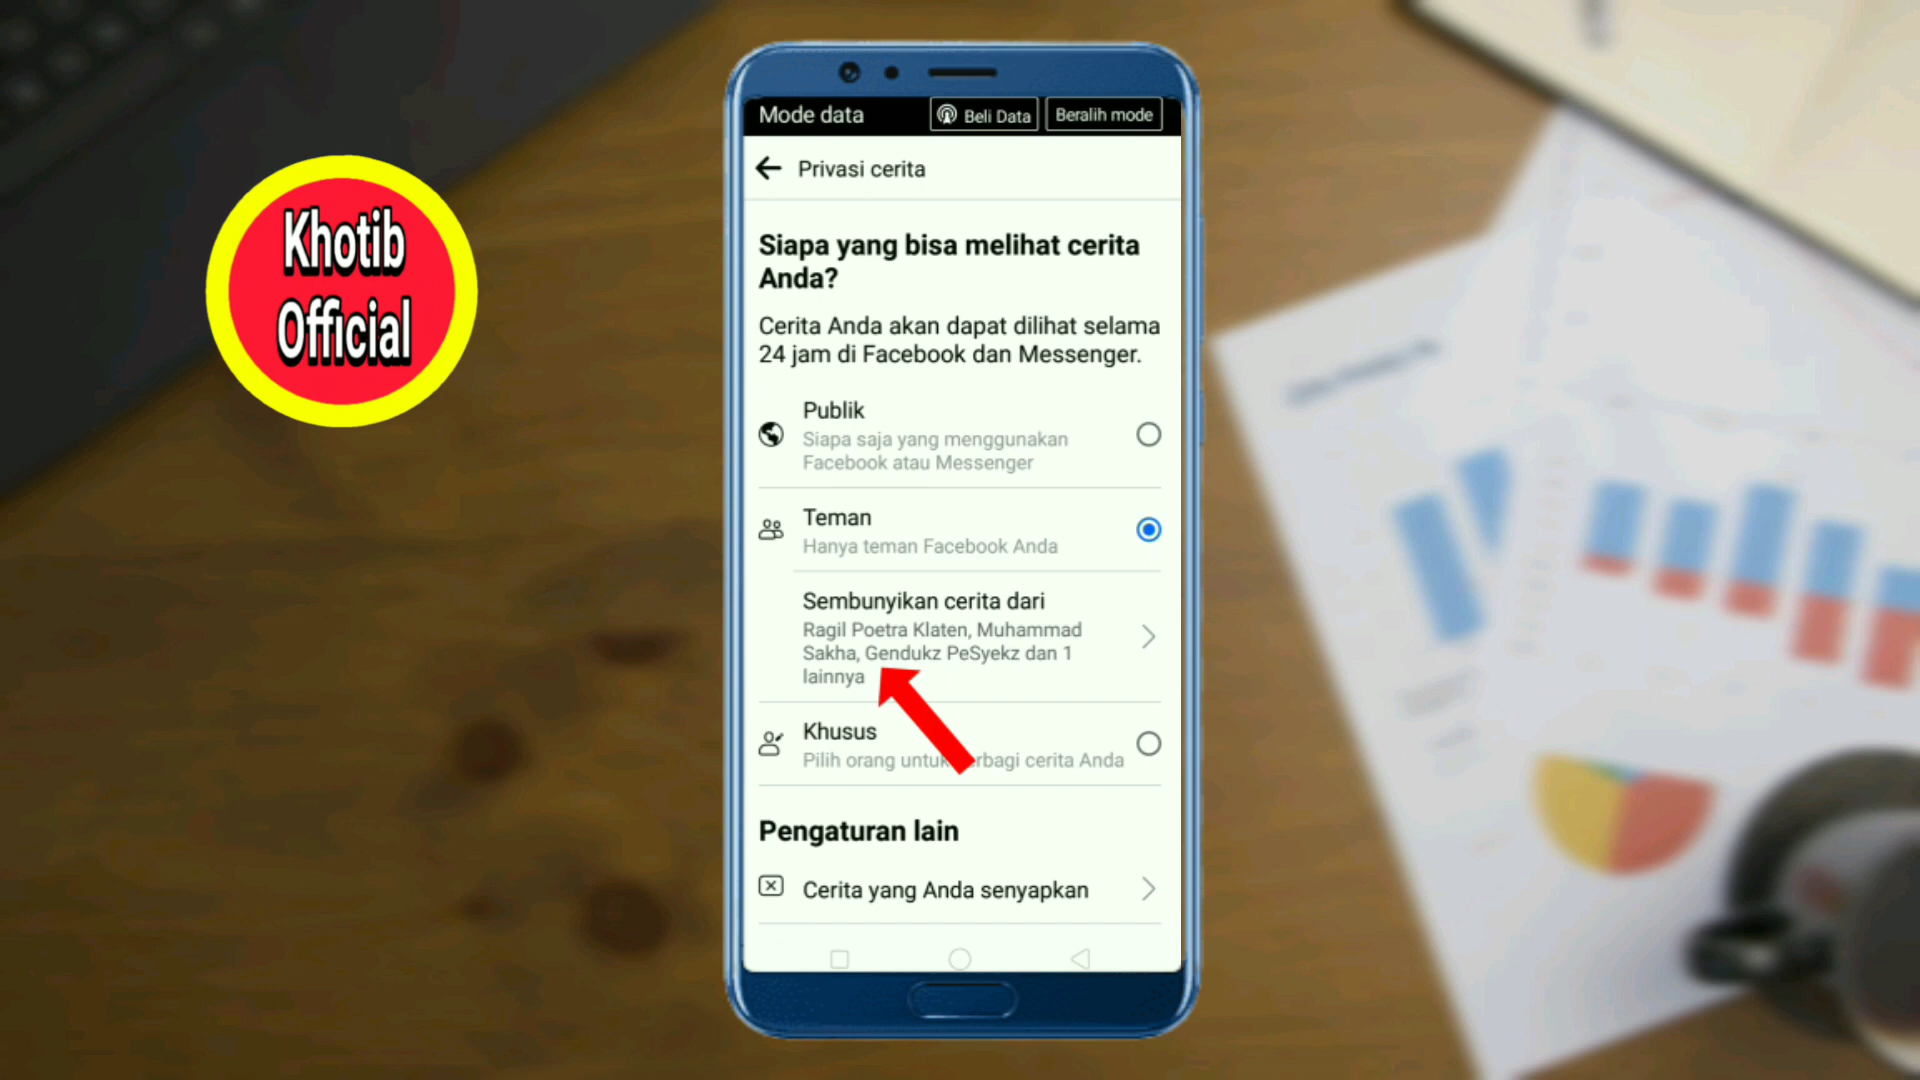 Khotib
Official
Mode data
Beli Data
Beralih mode
Privasi cerita
Siapa yang bisa melihat cerita
Anda?
Cerita Anda akan dapat dilihat selama
24 jam di Facebook dan Messenger.
Publik
Siapa saja yang menggunakan
Facebook atau Messenger
Teman
Hanya teman Facebook Anda
Sembunyikan cerita dari
Ragil Poetra Klaten, Muhammad
Sakha, Gendukz PeSyekz dan 1
lainnya
Khusus
Pilih orang cerita Anda
Pengaturan lain
Cerita yang Anda senyapkan